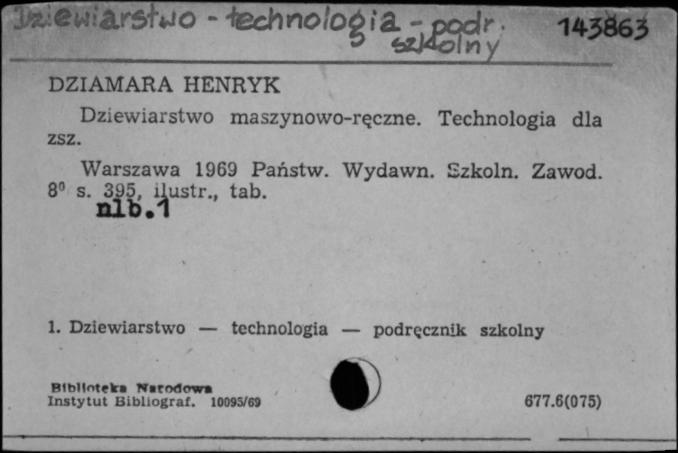 Dziewiarstwo - technologia - podr. szkolny
143863
DZIAMARA HENRYK
Dziewiarstwo maszynowo-ręczne. Technologia dla
zsz.
Warszawa 1969 Państw. Wydawn. Szkoln. Zawod.
8° s. 395, ilustr., tab.
nlb.1
1. Dziewiarstwo — technologia — podręcznik szkolny
Biblioteka Narodowa
Instytut Bibliograf. 10095/69
677.6(075)